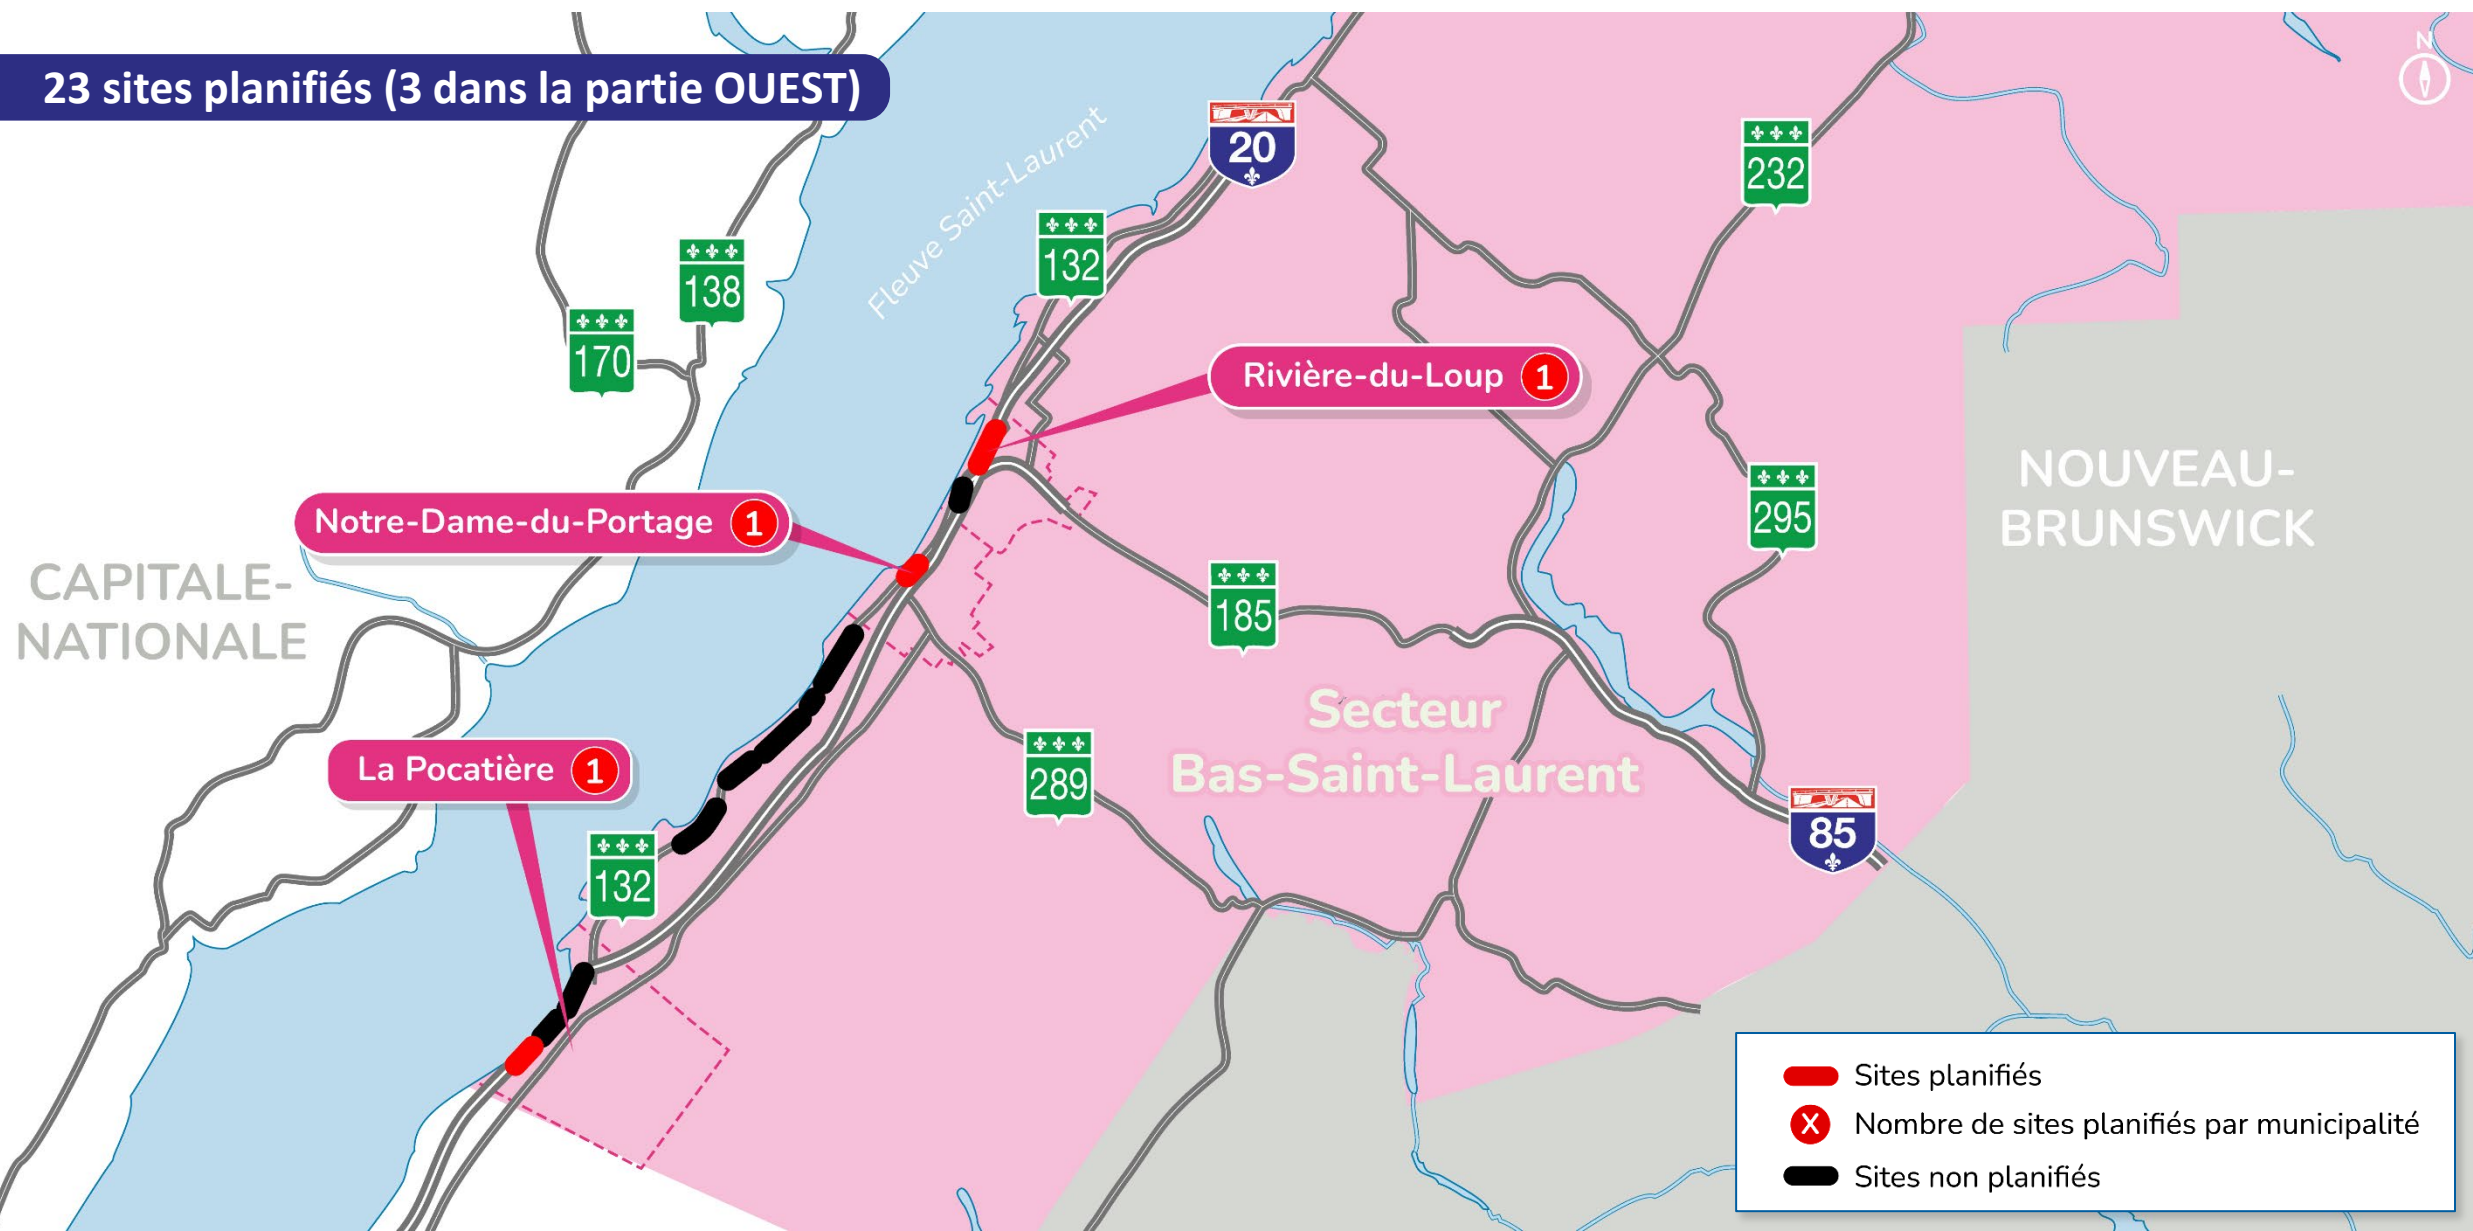 23 sites planifiés (3 dans la partie OUEST)
N
20
232
Fleuve Saint-Laurent
132
138
170
Rivière-du-Loup 1
295
NOUVEAU-
BRUNSWICK
Notre-Dame-du-Portage 1
CAPITALE-
NATIONALE
185
Secteur
Bas-Saint-Laurent
289
La Pocatière 1
85
132
Sites planifiés
X Nombre de sites planifiés par municipalité
Sites non planifiés